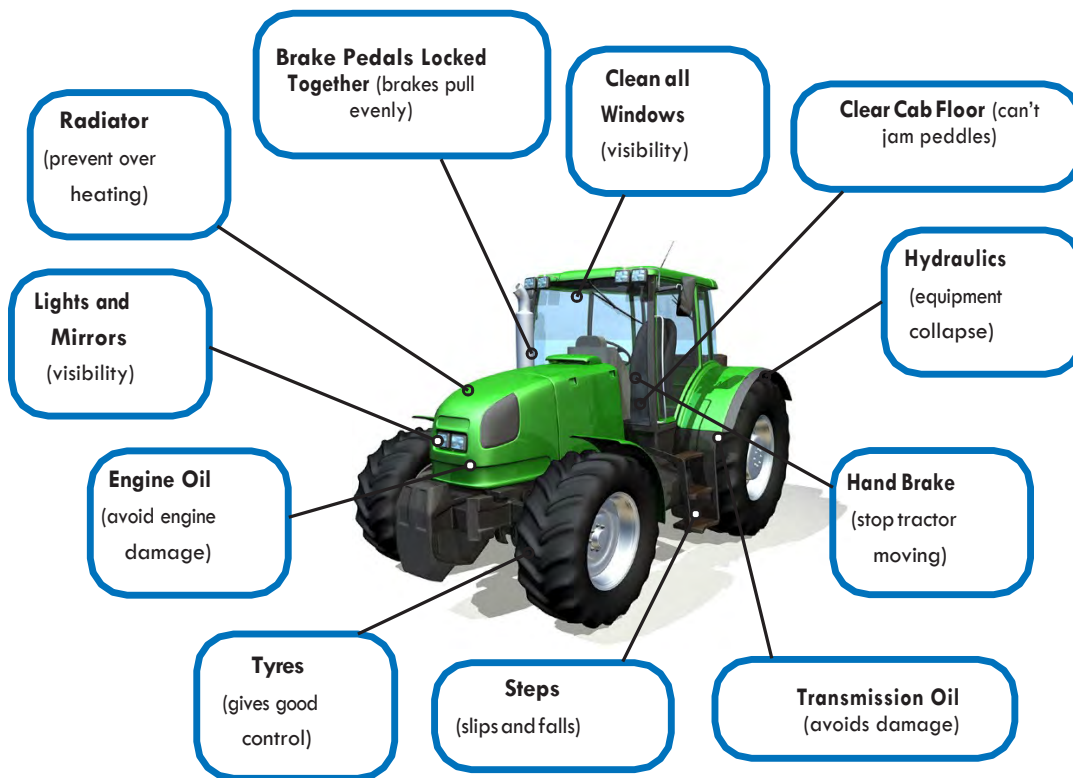 Brake Pedals Locked
Together (brakes pull
evenly)
Clean all
Windows
(visibility)
Clear Cab Floor (can't
jam peddles)
Radiator
(prevent over
heating)
Hydraulics
(equipment
collapse)
Lights and
Mirrors
(visibility)
Engine Oil
(avoid engine
damage)
Hand Brake
(stop tractor
moving)
Tyres
(gives good
control)
Steps
(slips and falls)
Transmission Oil
(avoids damage)